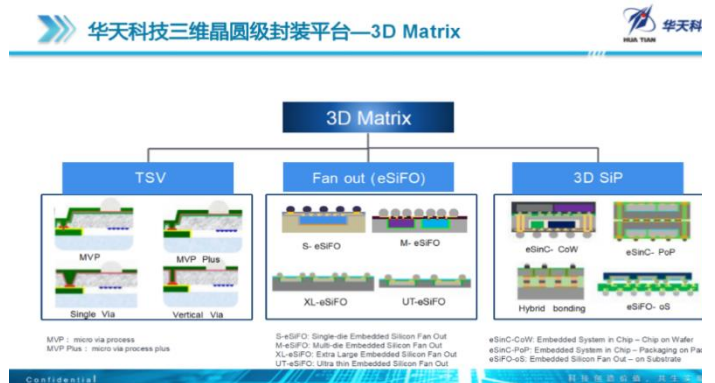 华天科技三维晶圆级封装平台—3D Matrix
华天科
HUA TIAN
3D Matrix
TSV
Fan out (eSiFO)
3D SiP
MVP
MVP Plus
Single Via
Vertical Via
S- eSiFO
M- eSiFO
XL-eSiFO
UT-eSiFO
eSinC- CoW
eSinC- PoP
Hybrid bonding
eSiFO- oS
MVP： micro via process
MVP Plus： micro via process plus
S-eSiFO: Single-die Embedded Silicon Fan Out
M-eSiFO: Multi-die Embedded Silicon Fan Out
XL-eSiFO: Extra Large Embedded Silicon Fan Out
UT-eSiFO: Ultra thin Embedded Silicon Fan Out
eSinC-CoW: Embedded System in Chip – Chip on Wafer
eSinC-PoP: Embedded System in Chip – Packaging on Pac
eSiFO-oS: Embedded Silicon Fan Out – on Substrate
Confidential